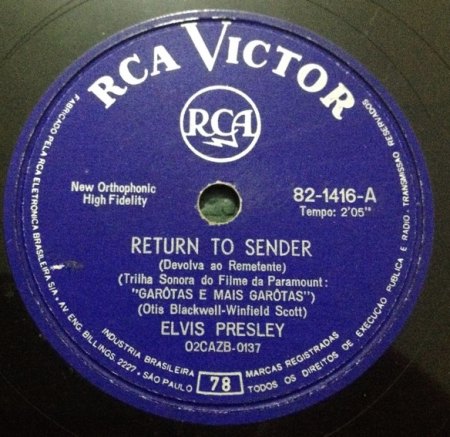 RCA VICTOR
RCA
New Orthophonic
High Fidelity
82-1416-A
Tempo: 2'05"
RETURN TO SENDER
(Devolva ao Remetente)
(Trilha Sonora do Filme da Paramount:
"GARÔTAS E MAIS GARÔTAS")
(Otis Blackwell-Winfield Scott)
ELVIS PRESLEY
02CAZB-0137
78
FABRICADO PELA RCA ELETRÔNICA BRASILEIRA S/A · AV. ENG. BILLINGS, 2227 · SÃO PAULO
INDUSTRIA BRASILEIRA
MARCAS REGISTRADAS
TODOS OS DIREITOS DE EXECUÇÃO PUBLICA E RADIO-TRANSMISSÃO RESERVADOS